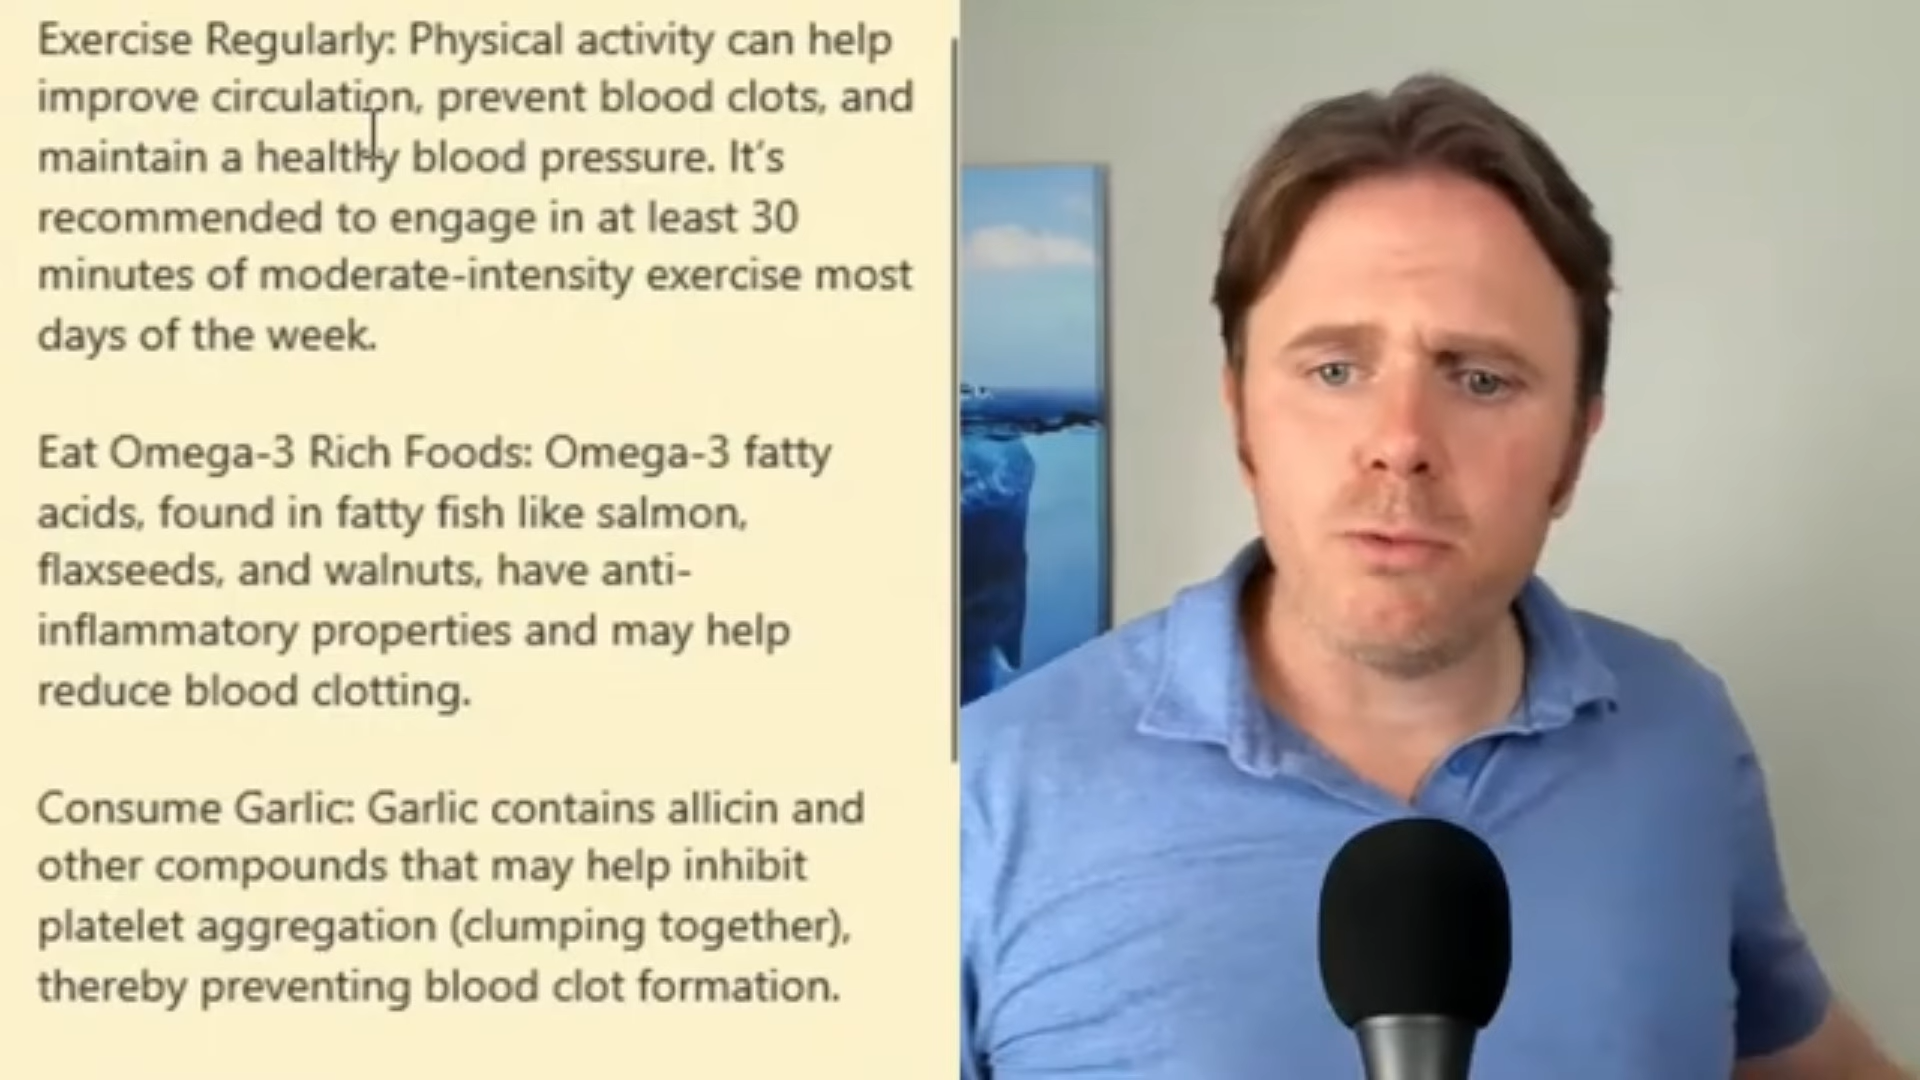 Exercise Regularly: Physical activity can help
improve circulation, prevent blood clots, and
maintain a healthy blood pressure. It's
recommended to engage in at least 30
minutes of moderate-intensity exercise most
days of the week.
Eat Omega-3 Rich Foods: Omega-3 fatty
acids, found in fatty fish like salmon,
flaxseeds, and walnuts, have anti-
inflammatory properties and may help
reduce blood clotting.
Consume Garlic: Garlic contains allicin and
other compounds that may help inhibit
platelet aggregation (clumping together),
thereby preventing blood clot formation.